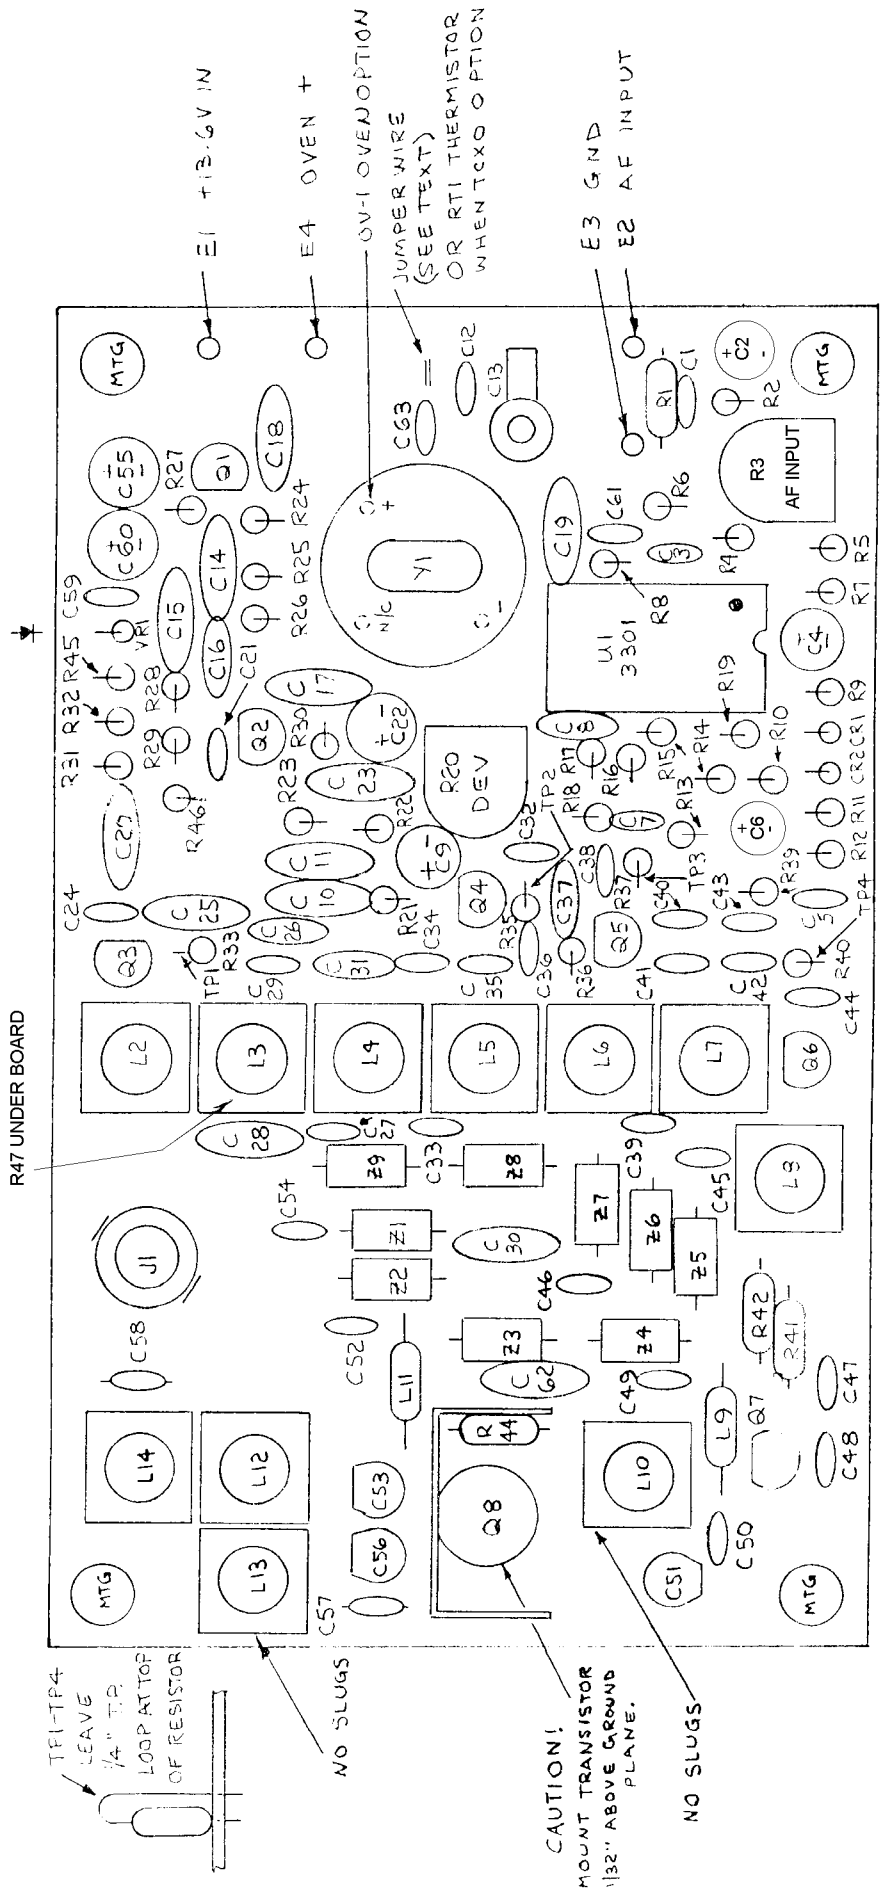 R47 UNDER BOARD
TP1-TP4
LEAVE
1/4" T.P.
LOOP AT TOP
OF RESISTOR
NO SLUGS
CAUTION!
MOUNT TRANSISTOR
1/32" ABOVE GROUND
PLANE.
NO SLUGS
E1 +13.6V IN
E4 OVEN +
OV-1 OVEN OPTION
JUMPER WIRE
(SEE TEXT)
OR RT1 THERMISTOR
WHEN TCXO OPTION
E3 GND
E2 AF INPUT
MTG
L14
C58
J1
L2
Q3
C24
C27
R31
R32
R45
VR1
C59
C60
+
-
C55
+
-
MTG
L13
L12
C54
C28
L3
TP1
R33
C25
R46
R29
R28
C15
C21
C16
C14
R27
Q1
C57
C56
C53
C52
L11
Z2
Z1
Z9
C27
C29
L4
C31
C26
C10
C11
R23
Q2
R30
C17
R26
R25
R24
C18
Q8
R44
C62
Z3
C30
Z8
C33
L5
C35
C34
R21
R22
C23
C22
+
-
C9
+
-
Q4
R20
DEV
Y1
N/C
+
-
C63
C12
C13
L10
C49
Z4
C46
Z7
C39
L6
C36
R35
R36
C37
C38
C32
TP2
R18
R17
R16
C8
U1
3301
C19
R8
C61
C3
R6
R1
C1
C51
C50
L9
Z5
Z6
C45
L7
C41
Q5
C40
R37
TP3
C7
R13
R15
R14
R19
R4
R3
AF INPUT
R2
C2
+
-
MTG
C48
Q7
C47
R41
R42
L8
Q6
C44
C42
C43
R40
TP4
C5
R39
C6
+
-
R10
R12
R11
CR2
CR1
R9
C4
+
-
R7
R5
MTG